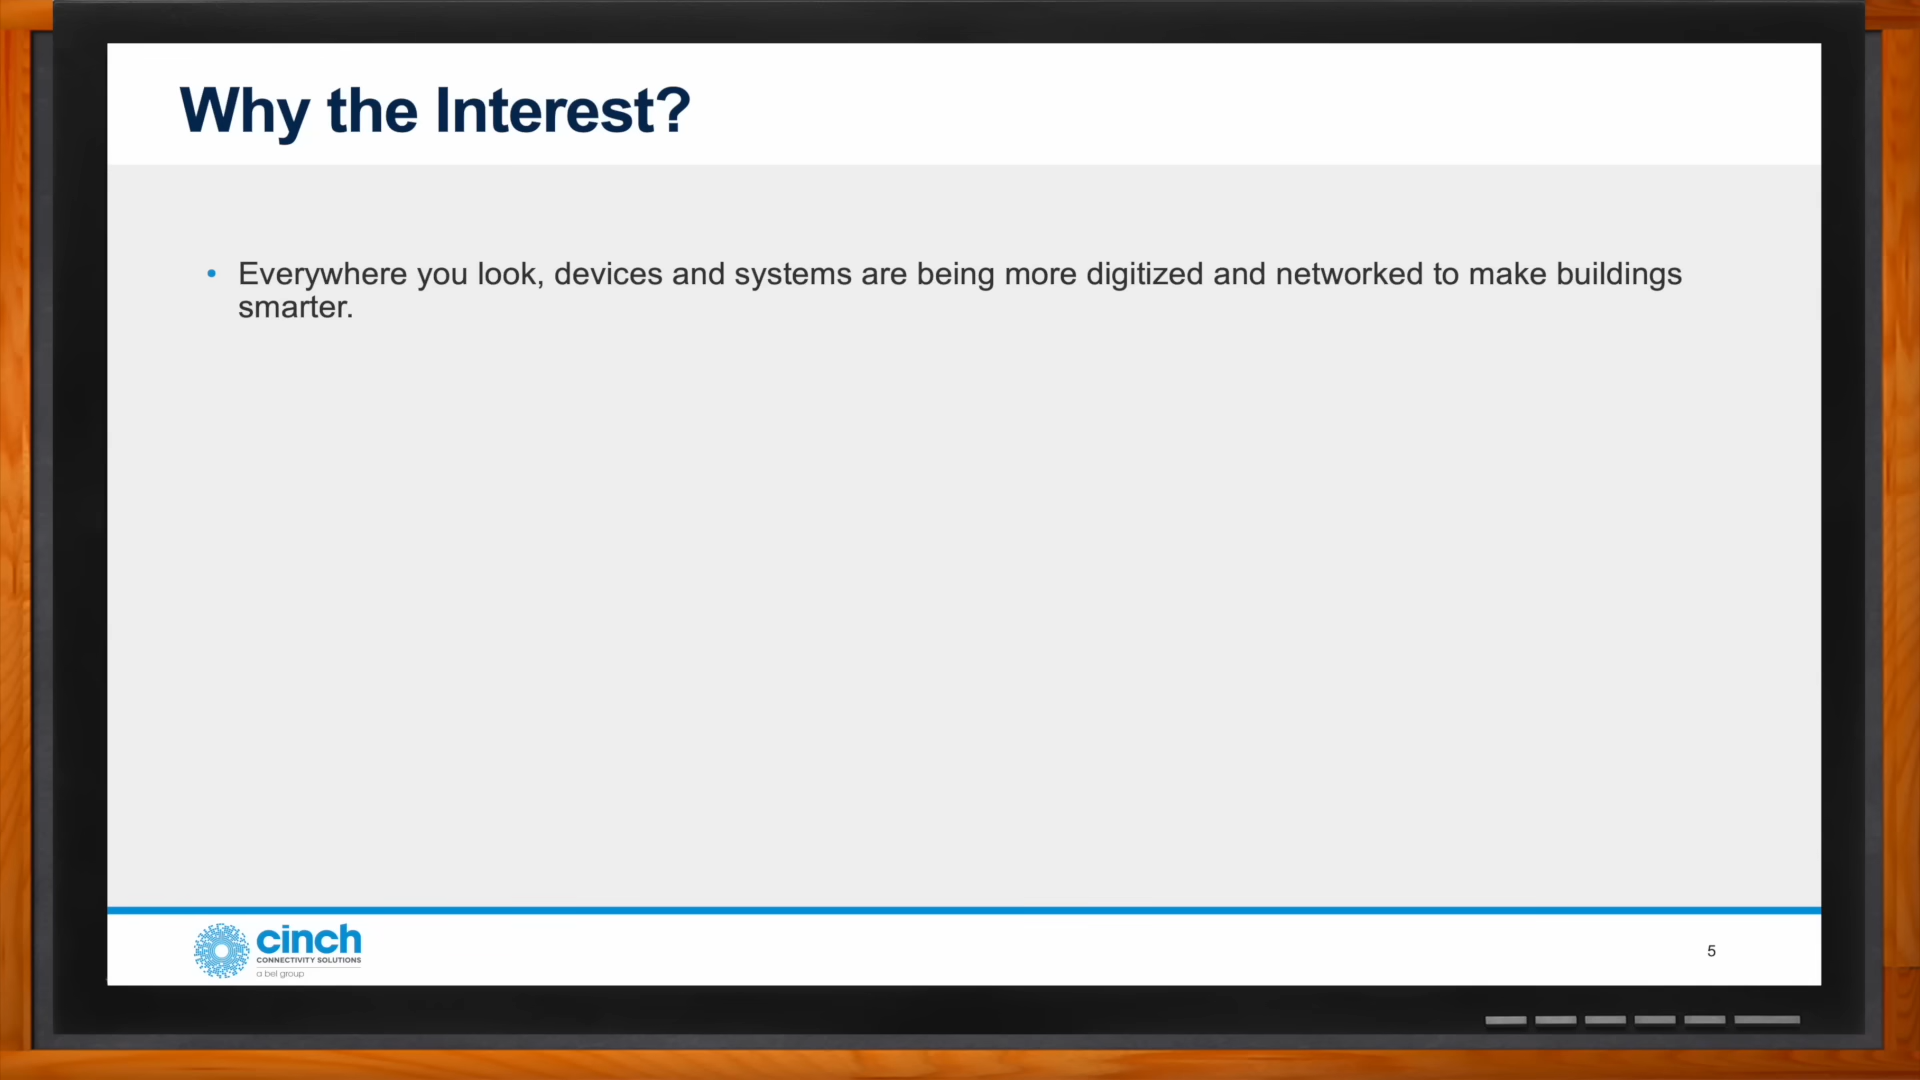 Why the Interest?
• Everywhere you look, devices and systems are being more digitized and networked to make buildings
smarter.
cinch
CONNECTIVITY SOLUTIONS
a bel group
5